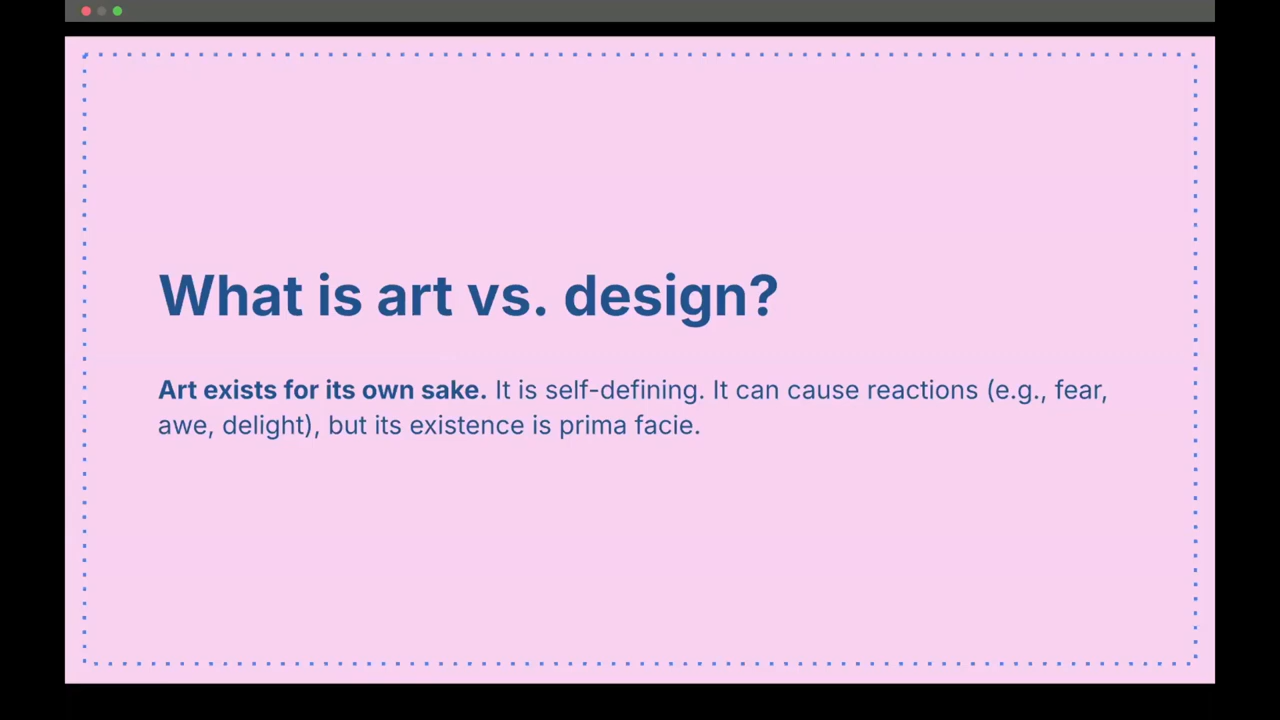 What is art vs. design?
Art exists for its own sake. It is self-defining. It can cause reactions (e.g., fear,
awe, delight), but its existence is prima facie.